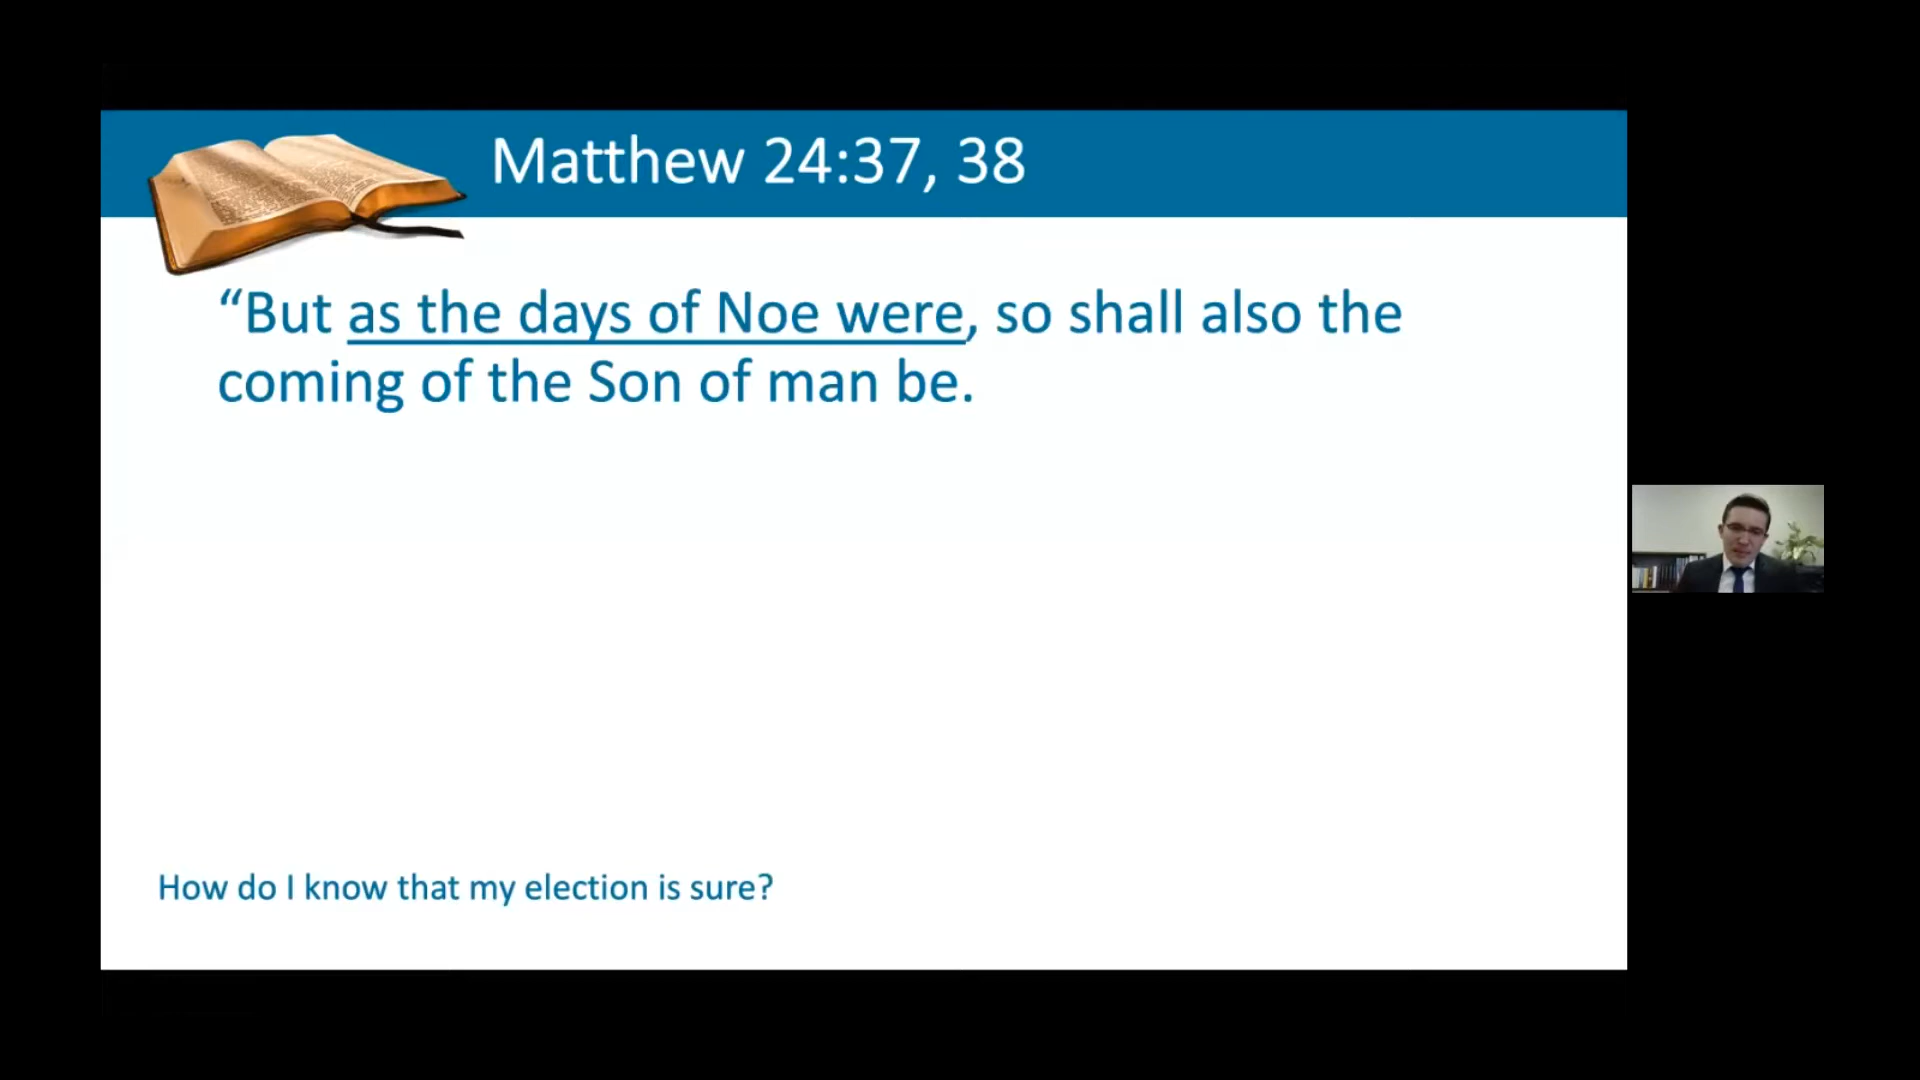 Matthew 24:37, 38
“But as the days of Noe were, so shall also the
coming of the Son of man be.
How do I know that my election is sure?